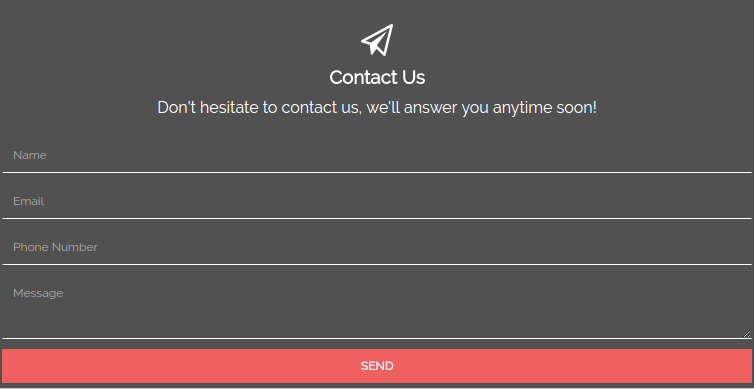 Contact Us
Don't hesitate to contact us, we'll answer you anytime soon!
Name
Email
Phone Number
Message
SEND